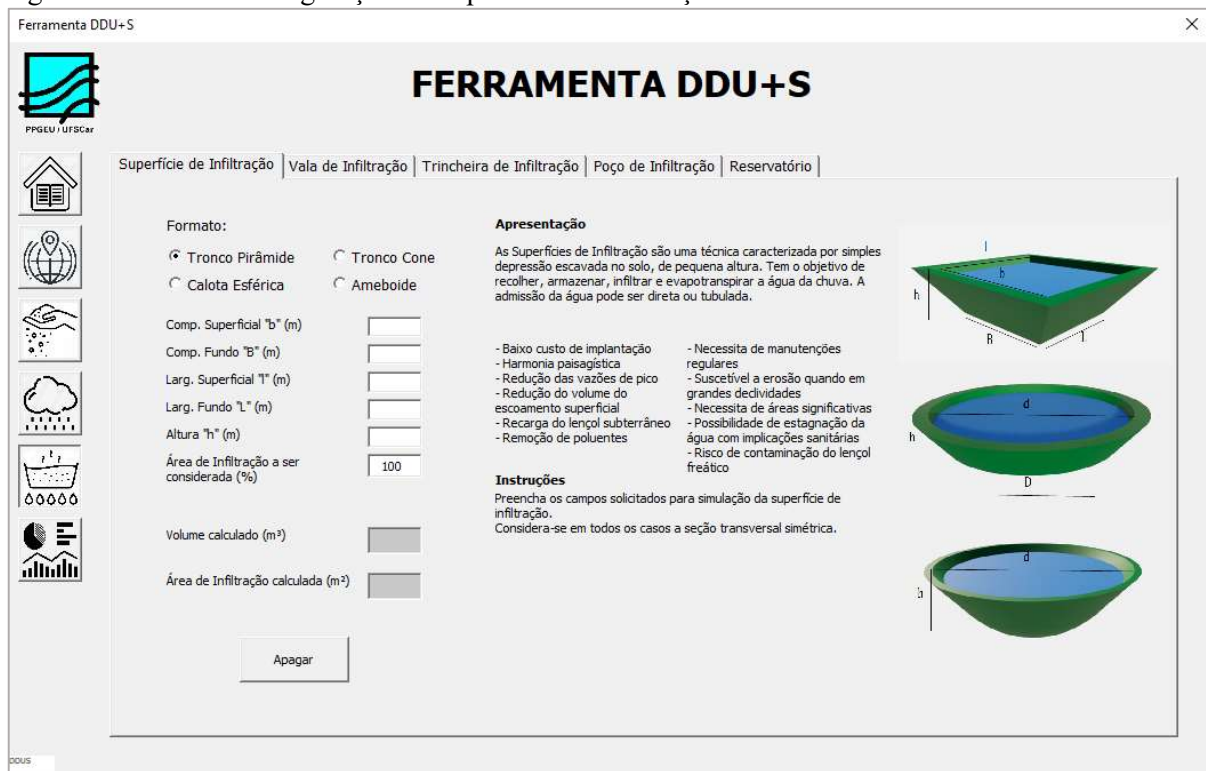 Ferramenta DDU+S
FERRAMENTA DDU+S
PPGEU / UFSCar
Superfície de Infiltração
Vala de Infiltração
Trincheira de Infiltração
Poço de Infiltração
Reservatório
Formato:
Tronco Pirâmide
Tronco Cone
Calota Esférica
Ameboide
Comp. Superficial "b" (m)
Comp. Fundo "B" (m)
Larg. Superficial "l" (m)
Larg. Fundo "L" (m)
Altura "h" (m)
Área de Infiltração a ser
considerada (%)
100
Volume calculado (m³)
Área de Infiltração calculada (m²)
Apagar
Apresentação
As Superfícies de Infiltração são uma técnica caracterizada por simples
depressão escavada no solo, de pequena altura. Tem o objetivo de
recolher, armazenar, infiltrar e evapotranspirar a água da chuva. A
admissão da água pode ser direta ou tubulada.
- Baixo custo de implantação
- Harmonia paisagística
- Redução das vazões de pico
- Redução do volume do
escoamento superficial
- Recarga do lençol subterrâneo
- Remoção de poluentes
- Necessita de manutenções
regulares
- Suscetível a erosão quando em
grandes declividades
- Necessita de áreas significativas
- Possibilidade de estagnação da
água com implicações sanitárias
- Risco de contaminação do lençol
freático
Instruções
Preencha os campos solicitados para simulação da superfície de
infiltração.
Considera-se em todos os casos a seção transversal simétrica.
l
b
h
B
d
h
D
d
h